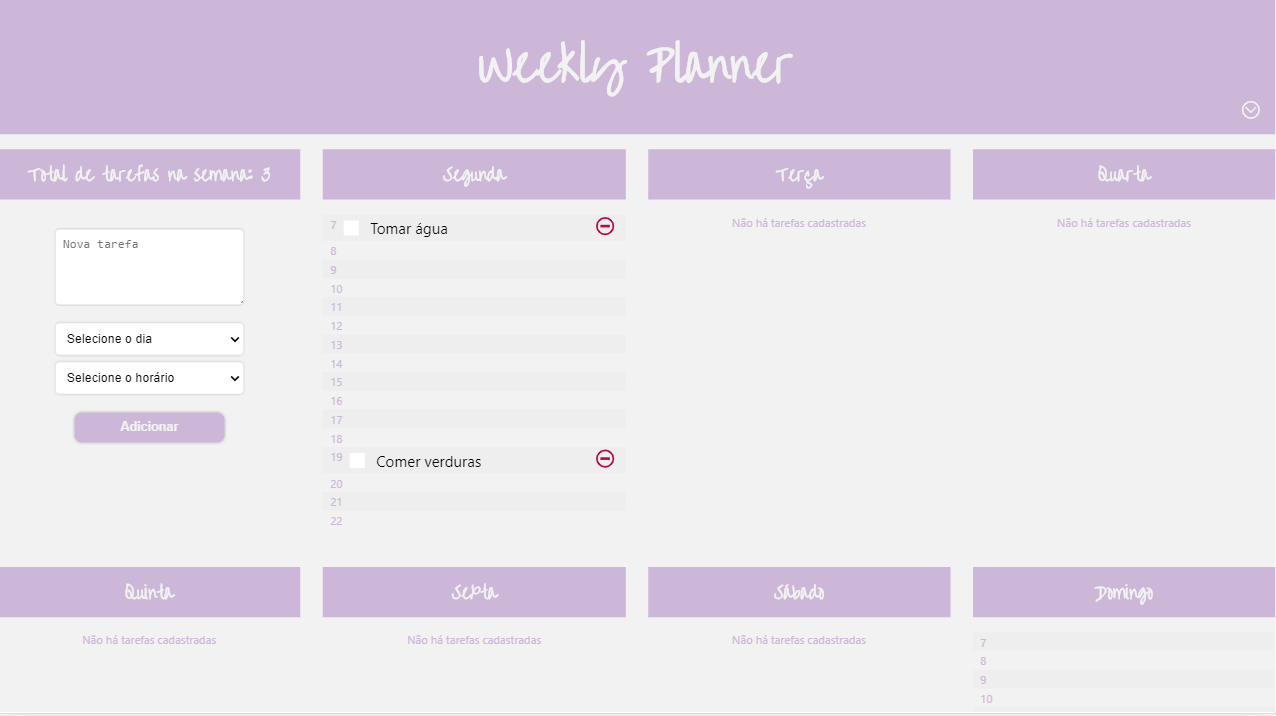 Weekly Planner
Total de tarefas na semana: 3
Nova tarefa
Selecione o dia
Selecione o horário
Adicionar
Segunda
7 Tomar água
8
9
10
11
12
13
14
15
16
17
18
19 Comer verduras
20
21
22
Terça
Não há tarefas cadastradas
Quarta
Não há tarefas cadastradas
Quinta
Não há tarefas cadastradas
Sexta
Não há tarefas cadastradas
Sábado
Não há tarefas cadastradas
Domingo
7
8
9
10